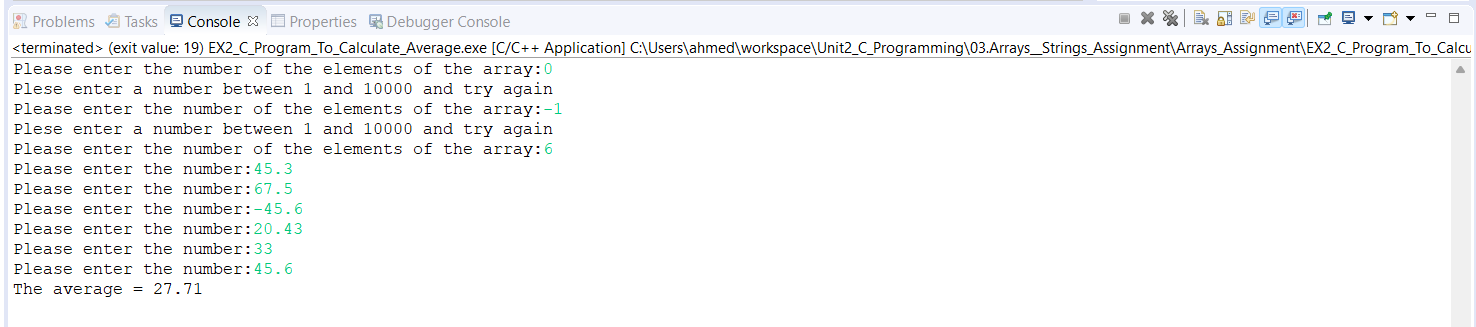 Problems Tasks Console Properties Debugger Console
<terminated> (exit value: 19) EX2_C_Program_To_Calculate_Average.exe [C/C++ Application] C:\Users\ahmed\workspace\Unit2_C_Programming\03.Arrays__Strings_Assignment\Arrays_Assignment\EX2_C_Program_To_Calcu
Please enter the number of the elements of the array:0
Plese enter a number between 1 and 10000 and try again
Please enter the number of the elements of the array:-1
Plese enter a number between 1 and 10000 and try again
Please enter the number of the elements of the array:6
Please enter the number:45.3
Please enter the number:67.5
Please enter the number:-45.6
Please enter the number:20.43
Please enter the number:33
Please enter the number:45.6
The average = 27.71